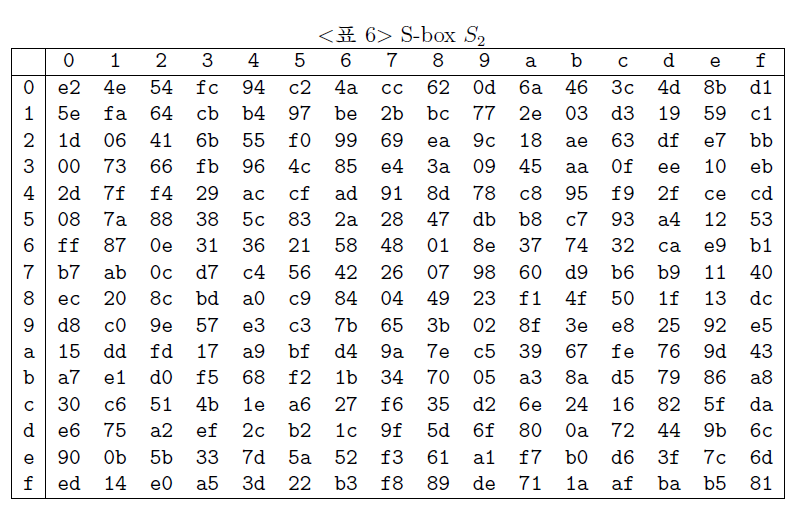 <표 6> S-box S₂
0 1 2 3 4 5 6 7 8 9 a b c d e f
0 e2 4e 54 fc 94 c2 4a cc 62 0d 6a 46 3c 4d 8b d1
1 5e fa 64 cb b4 97 be 2b bc 77 2e 03 d3 19 59 c1
2 1d 06 41 6b 55 f0 99 69 ea 9c 18 ae 63 df e7 bb
3 00 73 66 fb 96 4c 85 e4 3a 09 45 aa 0f ee 10 eb
4 2d 7f f4 29 ac cf ad 91 8d 78 c8 95 f9 2f ce cd
5 08 7a 88 38 5c 83 2a 28 47 db b8 c7 93 a4 12 53
6 ff 87 0e 31 36 21 58 48 01 8e 37 74 32 ca e9 b1
7 b7 ab 0c d7 c4 56 42 26 07 98 60 d9 b6 b9 11 40
8 ec 20 8c bd a0 c9 84 04 49 23 f1 4f 50 1f 13 dc
9 d8 c0 9e 57 e3 c3 7b 65 3b 02 8f 3e e8 25 92 e5
a 15 dd fd 17 a9 bf d4 9a 7e c5 39 67 fe 76 9d 43
b a7 e1 d0 f5 68 f2 1b 34 70 05 a3 8a d5 79 86 a8
c 30 c6 51 4b 1e a6 27 f6 35 d2 6e 24 16 82 5f da
d e6 75 a2 ef 2c b2 1c 9f 5d 6f 80 0a 72 44 9b 6c
e 90 0b 5b 33 7d 5a 52 f3 61 a1 f7 b0 d6 3f 7c 6d
f ed 14 e0 a5 3d 22 b3 f8 89 de 71 1a af ba b5 81